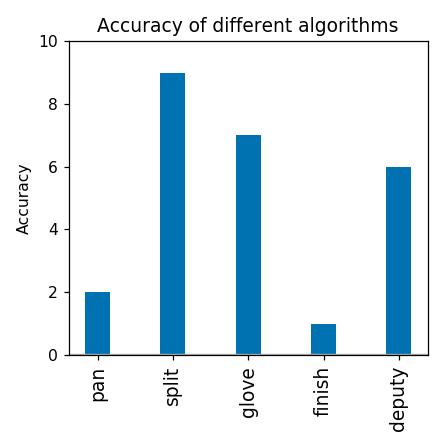 Accuracy of different algorithms
10
8
6
4
2
0
Accuracy
pan
split
glove
finish
deputy